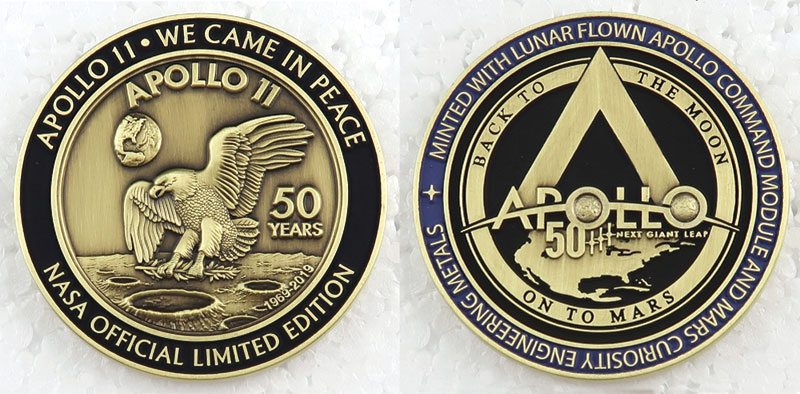 APOLLO 11 • WE CAME IN PEACE
APOLLO 11
50
YEARS
1969-2019
NASA OFFICIAL LIMITED EDITION
MINTED WITH LUNAR FLOWN APOLLO COMMAND MODULE AND MARS CURIOSITY ENGINEERING METALS
BACK TO THE MOON
APOLLO
50TH
NEXT GIANT LEAP
ON TO MARS